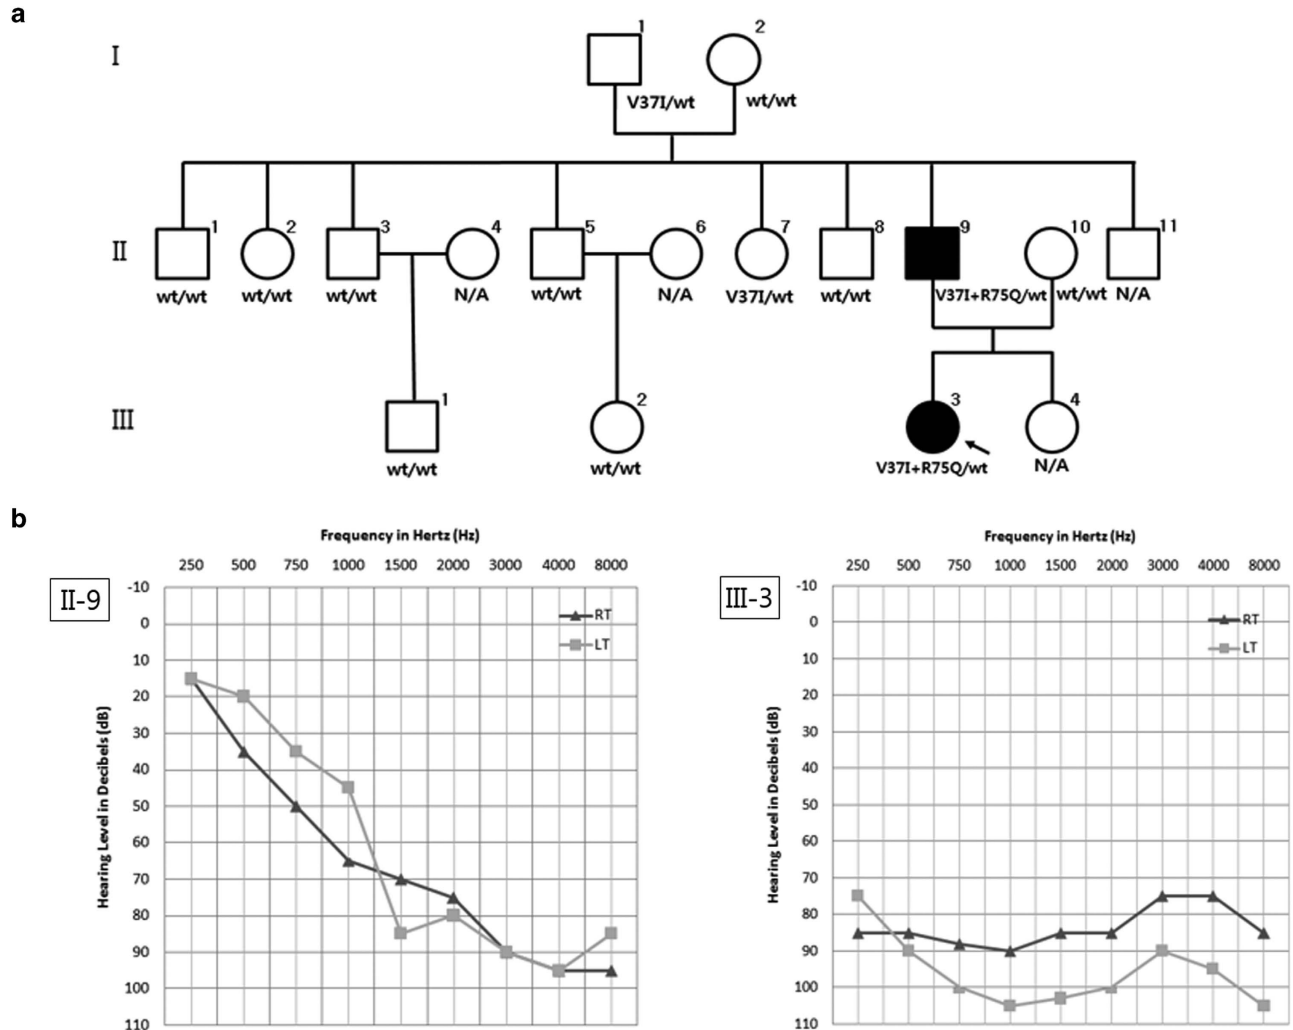 a
I
1
2
V37I/wt
wt/wt
II
1
2
3
4
5
6
7
8
9
10
11
wt/wt
wt/wt
wt/wt
N/A
wt/wt
N/A
V37I/wt
wt/wt
V37I+R75Q/wt
wt/wt
N/A
III
1
2
3
4
wt/wt
wt/wt
V37I+R75Q/wt
N/A
b
II-9
Frequency in Hertz (Hz)
250 500 750 1000 1500 2000 3000 4000 8000
-10
0
10
20
30
40
50
60
70
80
90
100
110
Hearing Level in Decibels (dB)
RT
LT
III-3
Frequency in Hertz (Hz)
250 500 750 1000 1500 2000 3000 4000 8000
-10
0
10
20
30
40
50
60
70
80
90
100
110
Hearing Level in Decibels (dB)
RT
LT